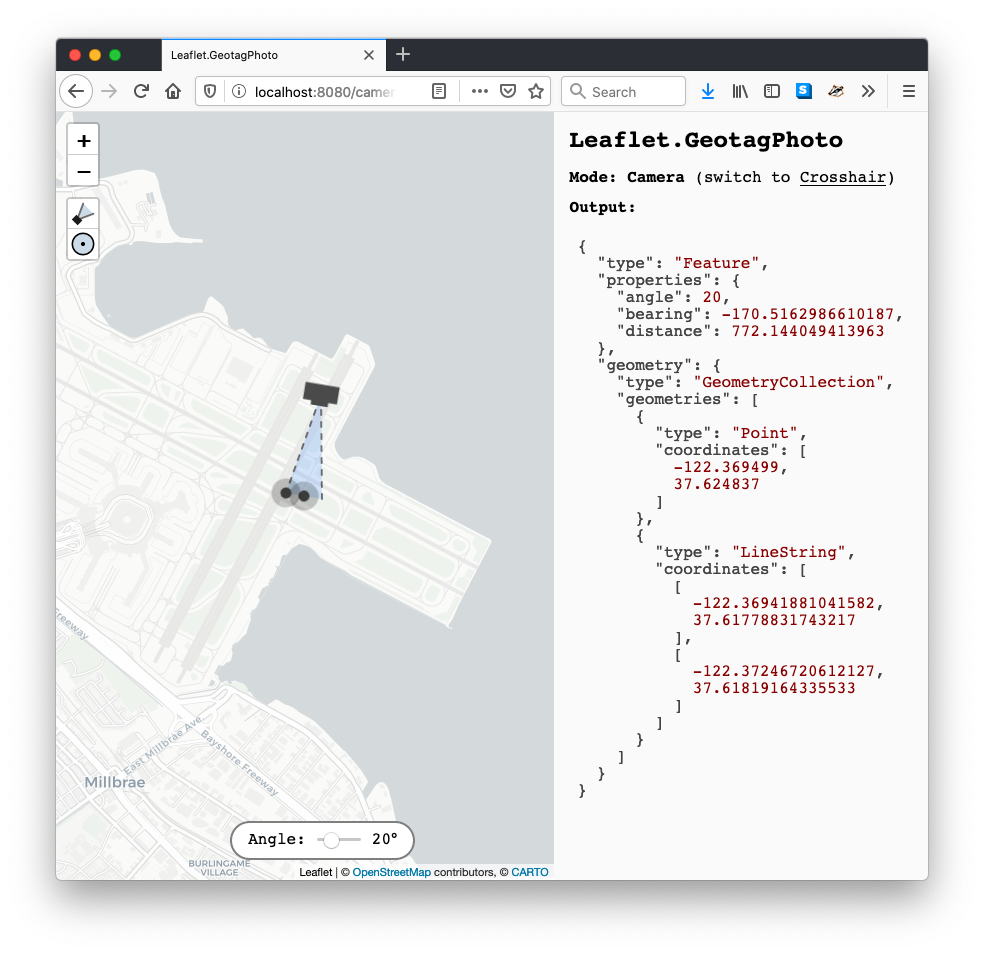 Leaflet.GeotagPhoto
localhost:8080/camer
Search
S
+
−
Freeway
East Millbrae Ave
Bayshore Freeway
Millbrae
BURLINGAME
VILLAGE
Angle: 20°
Leaflet | © OpenStreetMap contributors, © CARTO
Leaflet.GeotagPhoto
Mode: Camera (switch to Crosshair)
Output:
{
"type": "Feature",
"properties": {
"angle": 20,
"bearing": -170.5162986610187,
"distance": 772.144049413963
},
"geometry": {
"type": "GeometryCollection",
"geometries": [
{
"type": "Point",
"coordinates": [
-122.369499,
37.624837
]
},
{
"type": "LineString",
"coordinates": [
[
-122.36941881041582,
37.61778831743217
],
[
-122.37246720612127,
37.61819164335533
]
]
}
]
}
}